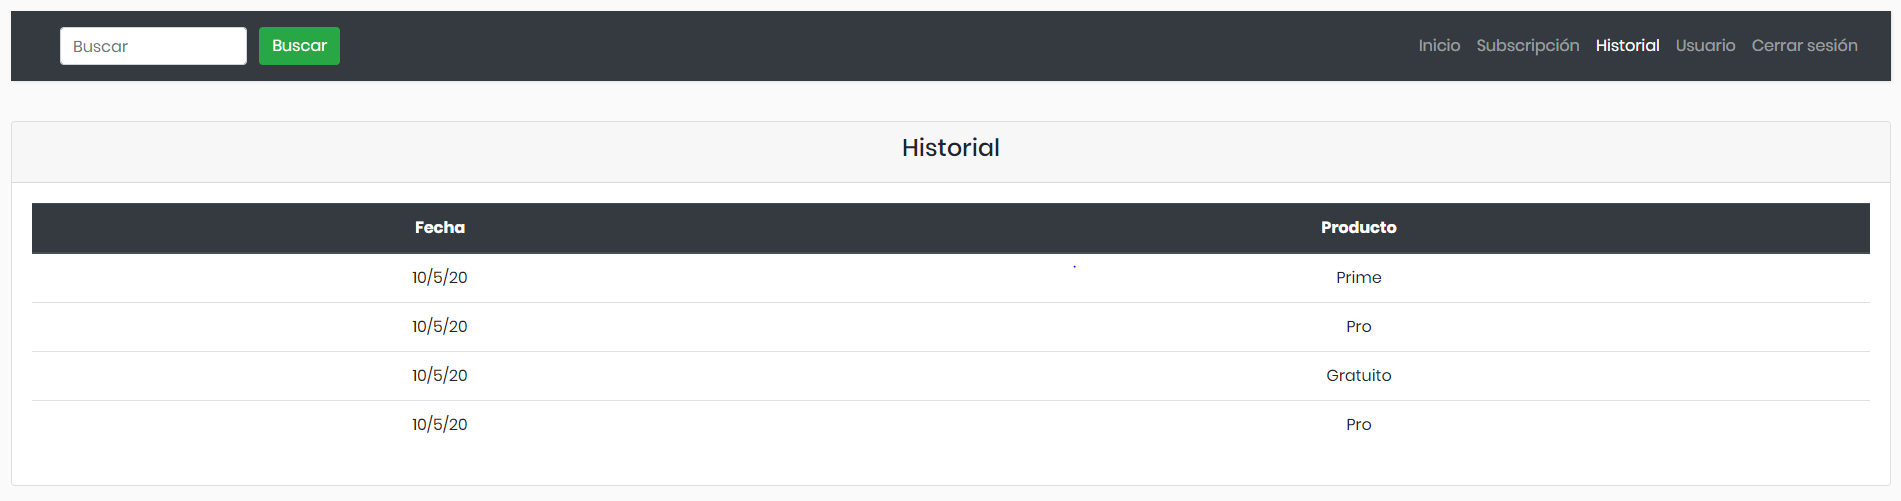 Buscar Buscar Inicio Subscripción Historial Usuario Cerrar sesión
Historial
Fecha Producto
10/5/20 Prime
10/5/20 Pro
10/5/20 Gratuito
10/5/20 Pro